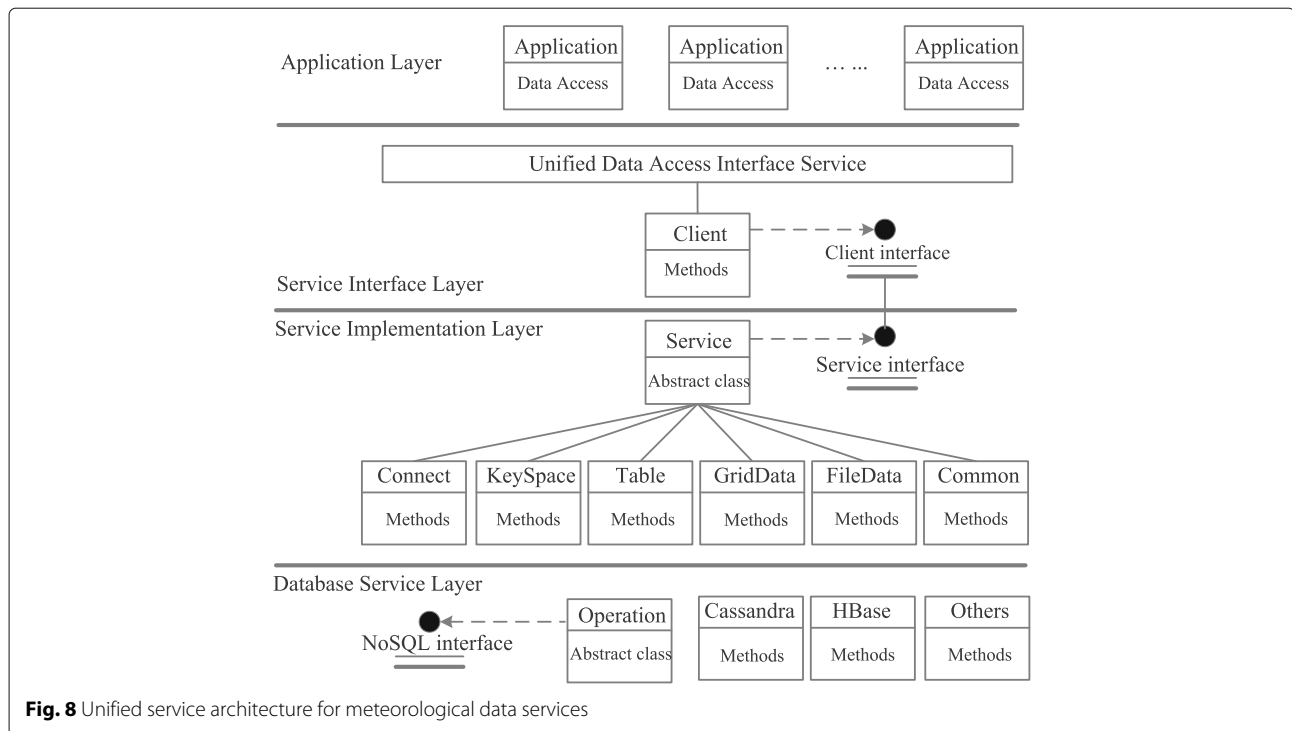 Application Layer
Application Application … ... Application
Data Access Data Access Data Access
Unified Data Access Interface Service
Client
Methods
Client interface
Service Interface Layer
Service Implementation Layer
Service
Abstract class
Service interface
Connect KeySpace Table GridData FileData Common
Methods Methods Methods Methods Methods Methods
Database Service Layer
NoSQL interface
Operation Cassandra HBase Others
Abstract class Methods Methods Methods
Fig. 8 Unified service architecture for meteorological data services